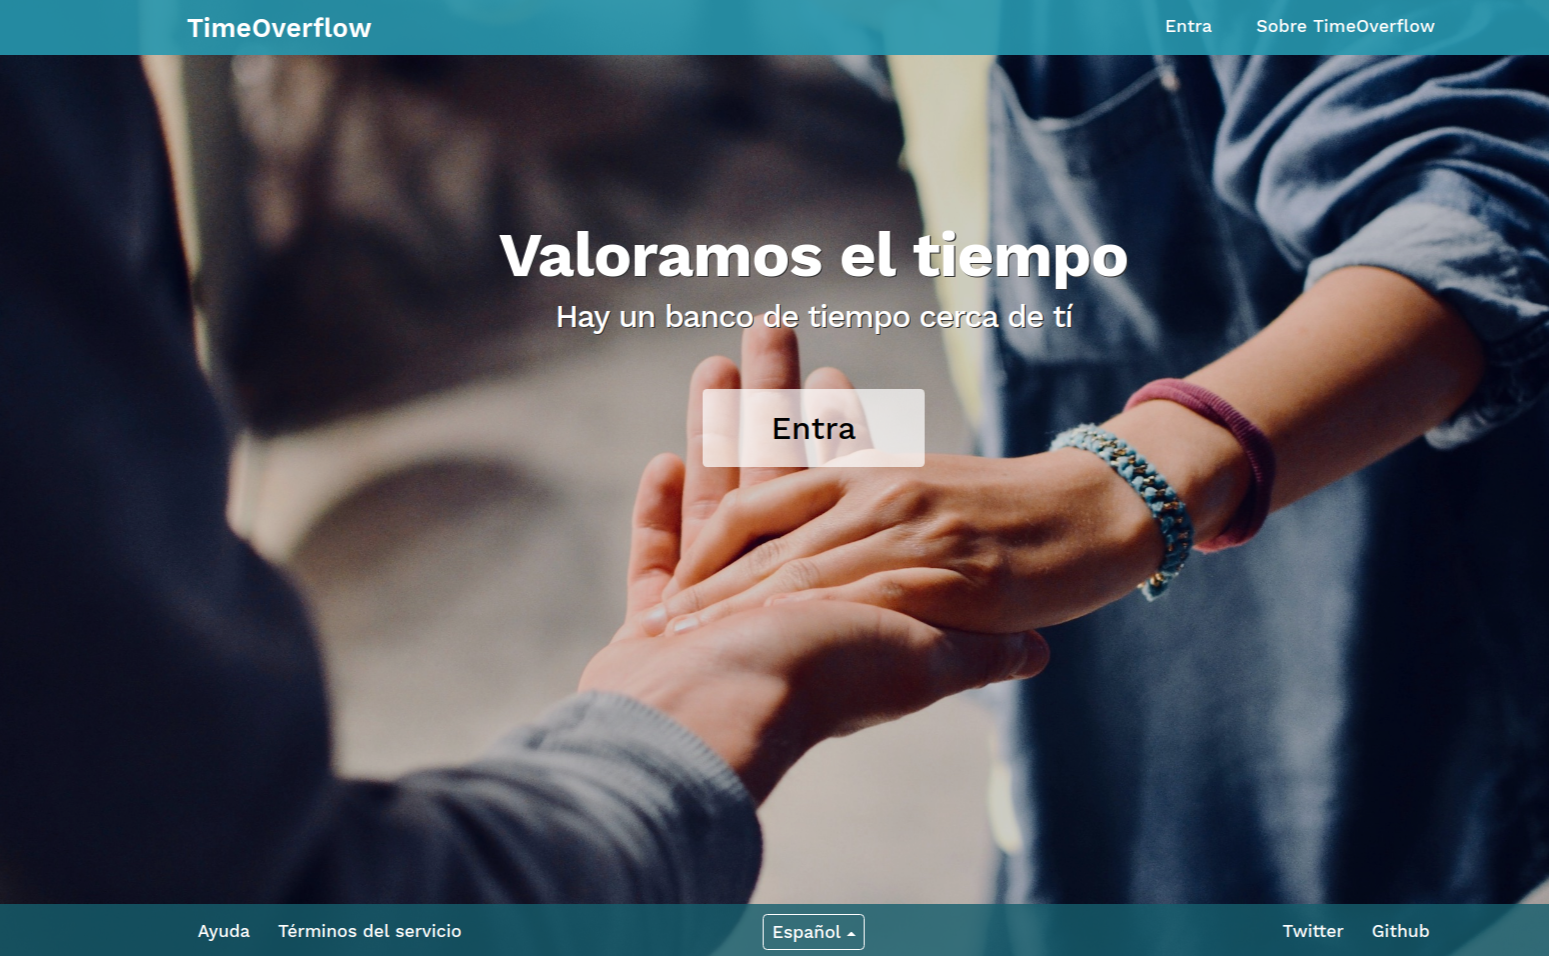 TimeOverflow
Entra
Sobre TimeOverflow
Valoramos el tiempo
Hay un banco de tiempo cerca de tí
Entra
Ayuda
Términos del servicio
Español
Twitter
Github